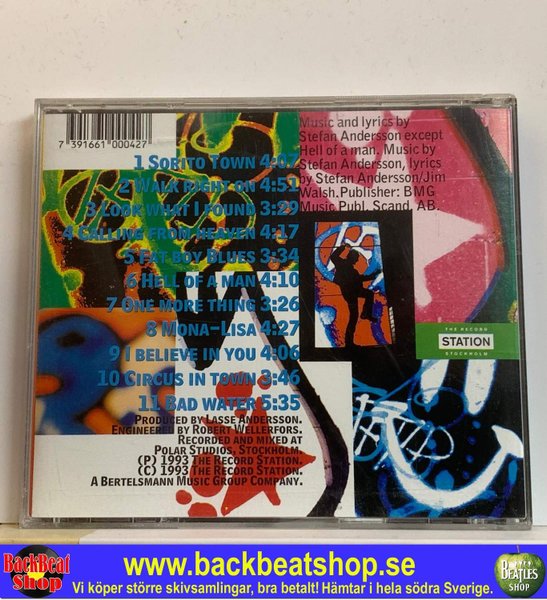 7 391661 000427
1 SORITO TOWN 4:07
2 WALK RIGHT ON 4:51
3 LOOK WHAT I FOUND 3:29
4 CALLING FROM HEAVEN 4:17
5 FAT BOY BLUES 3:34
6 HELL OF A MAN 4:10
7 ONE MORE THING 3:26
8 MONA-LISA 4:27
9 I BELIEVE IN YOU 4:06
10 CIRCUS IN TOWN 3:46
11 BAD WATER 5:35
PRODUCED BY LASSE ANDERSSON.
ENGINEERED BY ROBERT WELLERFORS.
RECORDED AND MIXED AT
POLAR STUDIOS, STOCKHOLM.
(P) 1993 THE RECORD STATION.
(C) 1993 THE RECORD STATION.
A BERTELSMANN MUSIC GROUP COMPANY.
Music and lyrics by
Stefan Andersson except
Hell of a man, Music by
Stefan Andersson, lyrics
by Stefan Andersson/Jim
Walsh.Publisher: BMG
Music Publ. Scand, AB.
THE RECORD
STATION
STOCKHOLM
BackBeat
Shop
www.backbeatshop.se
Vi köper större skivsamlingar, bra betalt! Hämtar i hela södra Sverige.
BEATLES
SHOP